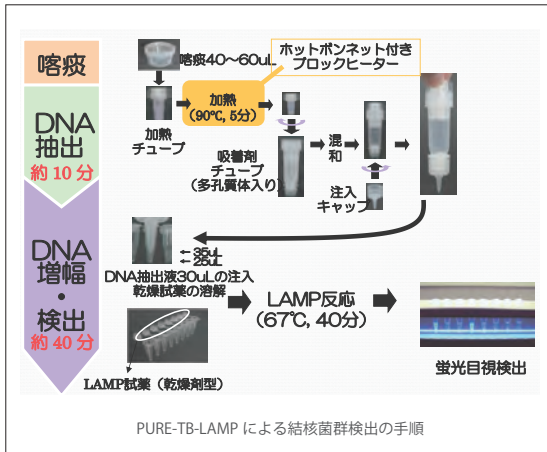 喀痰
喀痰40～60uL
ホットボンネット付き
ブロックヒーター
加熱
(90℃, 5分)
加熱
チューブ
DNA
抽出
約10分
吸着剤
チューブ
(多孔質体入り)
混
和
注入
キャップ
DNA
増幅
・
検出
約40分
35uL
25uL
DNA抽出液30uLの注入
乾燥試薬の溶解
LAMP反応
(67℃, 40分)
LAMP試薬（乾燥剤型）
蛍光目視検出
PURE-TB-LAMP による結核菌群検出の手順